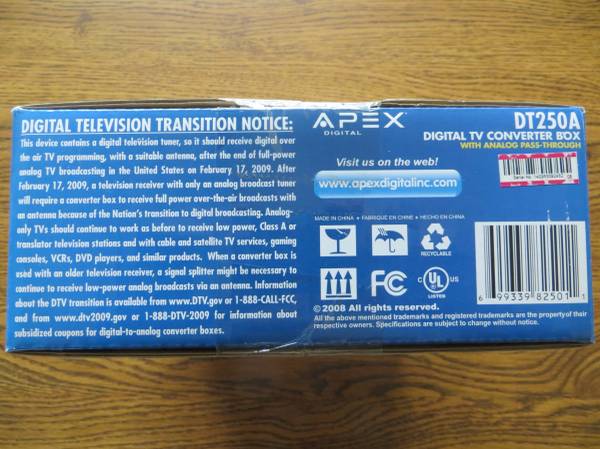 DIGITAL TELEVISION TRANSITION NOTICE:
This device contains a digital television tuner, so it should receive digital over
the air TV programming, with a suitable antenna, after the end of full-power
analog TV broadcasting in the United States on February 17, 2009. After
February 17, 2009, a television receiver with only an analog broadcast tuner
will require a converter box to receive full power over-the-air broadcasts with
an antenna because of the Nation's transition to digital broadcasting. Analog-
only TVs should continue to work as before to receive low power, Class A or
translator television stations and with cable and satellite TV services, gaming
consoles, VCRs, DVD players, and similar products. When a converter box is
used with an older television receiver, a signal splitter might be necessary to
continue to receive low-power analog broadcasts via an antenna. Information
about the DTV transition is available from www.DTV.gov or 1-888-CALL-FCC,
and from www.dtv2009.gov or 1-888-DTV-2009 for information about
subsidized coupons for digital-to-analog converter boxes.
APEX
DIGITAL
Visit us on the web!
www.apexdigitalinc.com
MADE IN CHINA • FABRIQUÉ EN CHINE • HECHO EN CHINA
RECYCLABLE
FC
C UL US
LISTED
©2008 All rights reserved.
All the above mentioned trademarks and registered trademarks are the property of their
respective owners. Specifications are subject to change without notice.
DT250A
DIGITAL TV CONVERTER BOX
WITH ANALOG PASS-THROUGH
6 99339 82501 1